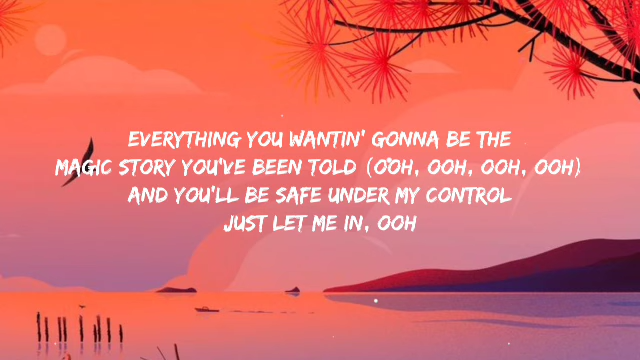 EVERYTHING YOU WANTIN' GONNA BE THE
MAGIC STORY YOU'VE BEEN TOLD (OOH, OOH, OOH, OOH)
AND YOU'LL BE SAFE UNDER MY CONTROL
JUST LET ME IN, OOH